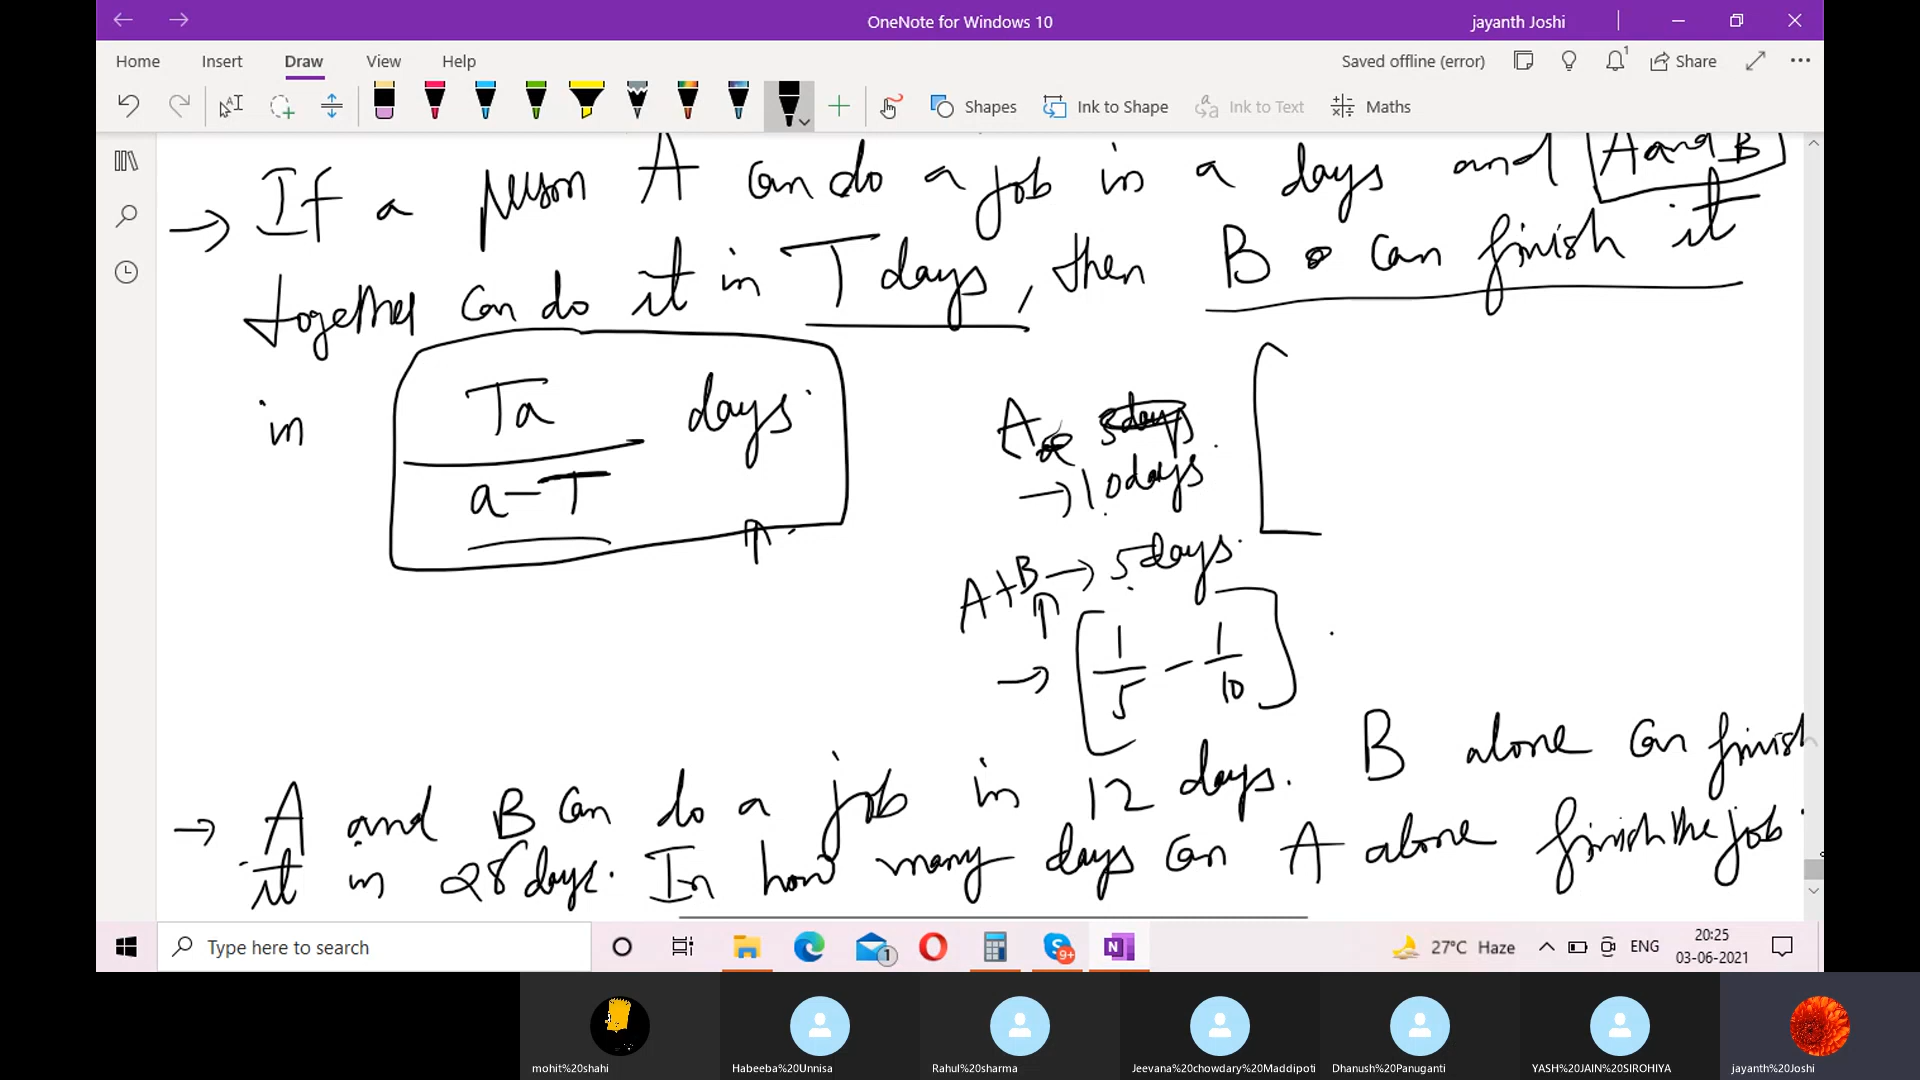 OneNote for Windows 10
jayanth Joshi
Home Insert Draw View Help
Saved offline (error) 1 Share
Shapes Ink to Shape Ink to Text Maths
→ If a person A can do a job in a days and A and B
together can do it in T days, then B can finish it
in Ta days.
a-T
A
→ 10 days
A+B → 5 days.
→ [1/5 - 1/10]
→ A and B can do a job in 12 days. B alone can finish
it in 28 days. In how many days can A alone finish the job.
Type here to search
1
9+
27°C Haze
ENG
20:25
03-06-2021
mohit%20shahi
Habeeba%20Unnisa
Rahul%20sharma
Jeevana%20chowdary%20Maddipoti
Dhanush%20Panuganti
YASH%20JAIN%20SIROHIYA
jayanth%20Joshi